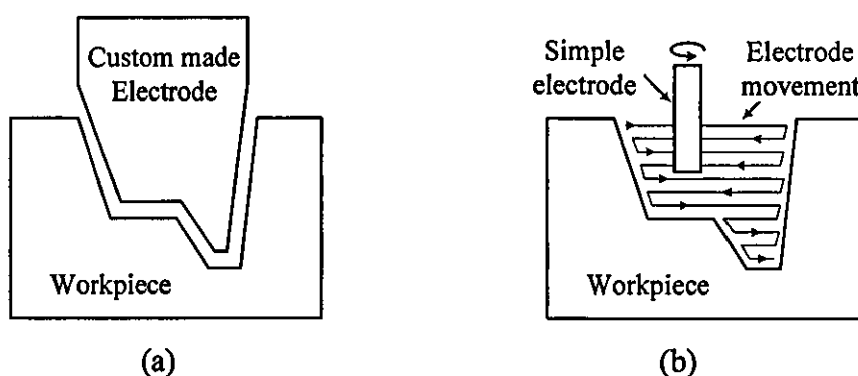 Custom made
Electrode
Workpiece
(a)
Simple
electrode
Electrode
movement
Workpiece
(b)